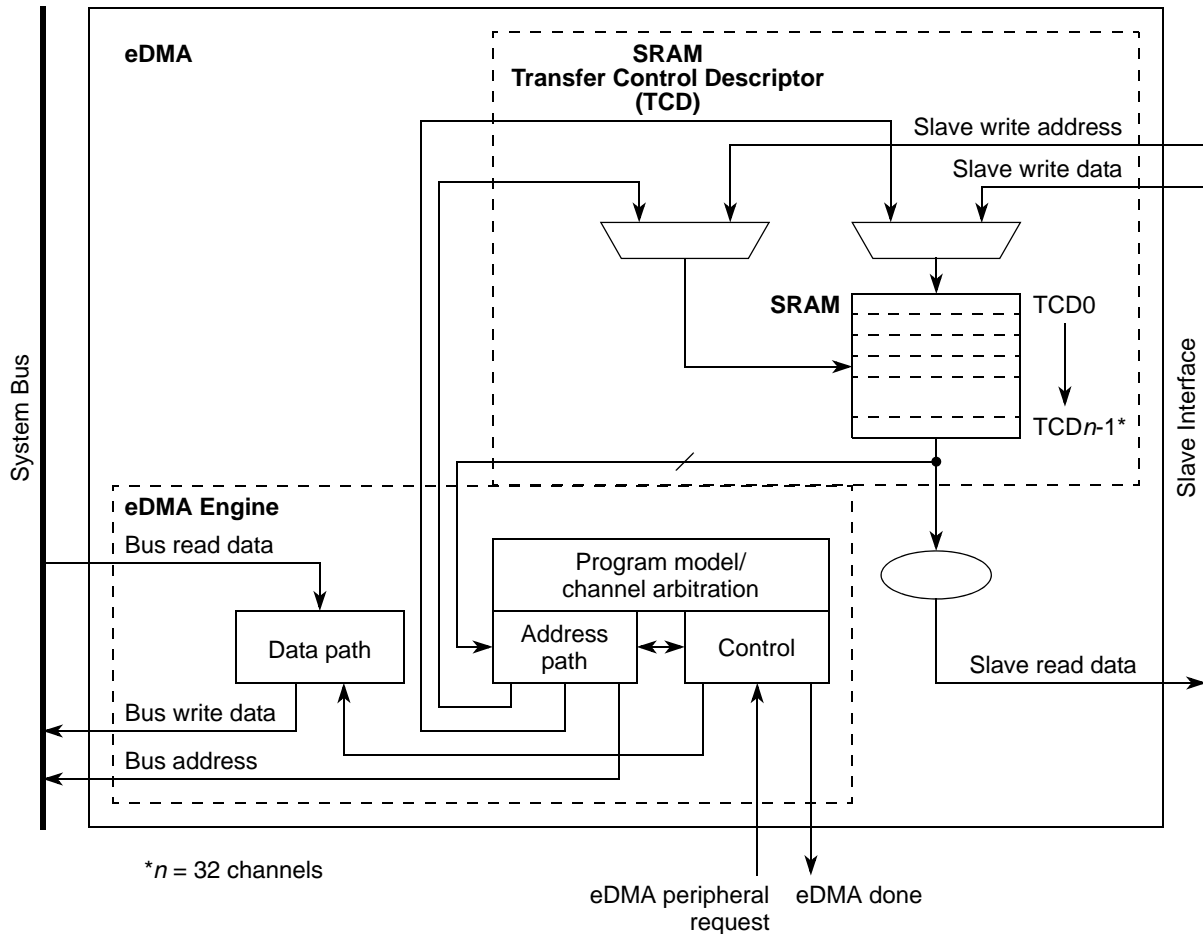 eDMA
SRAM
Transfer Control Descriptor
(TCD)
Slave write address
Slave write data
SRAM
TCD0
TCDn-1*
System Bus
Slave Interface
eDMA Engine
Bus read data
Program model/
channel arbitration
Data path
Address
path
Control
Slave read data
Bus write data
Bus address
*n = 32 channels
eDMA peripheral
request
eDMA done